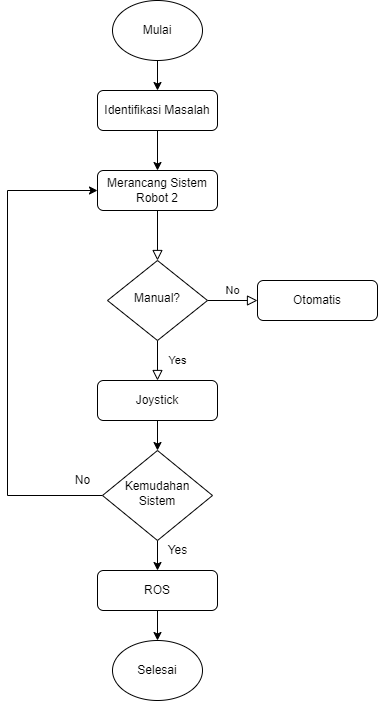 Mulai
Identifikasi Masalah
Merancang Sistem
Robot 2
Manual?
No
Otomatis
Yes
Joystick
No
Kemudahan
Sistem
Yes
ROS
Selesai